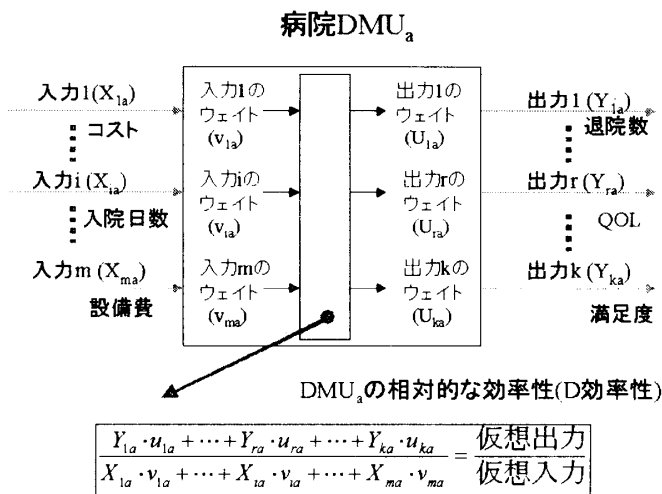 病院DMUa
入力1(X1a)
コスト
入力i(Xia)
入院日数
入力m(Xma)
設備費
入力1の
ウェイト
(v1a)
入力iの
ウェイト
(via)
入力mの
ウェイト
(vma)
出力1の
ウェイト
(U1a)
出力rの
ウェイト
(Ura)
出力kの
ウェイト
(Uka)
出力1(Y1a)
退院数
出力r(Yra)
QOL
出力k(Yka)
満足度
DMUaの相対的な効率性(D効率性)
Y1a・u1a+…+Yra・ura+…+Yka・uka = 仮想出力
X1a・v1a+…+Xia・via+…+Xma・vma 仮想入力